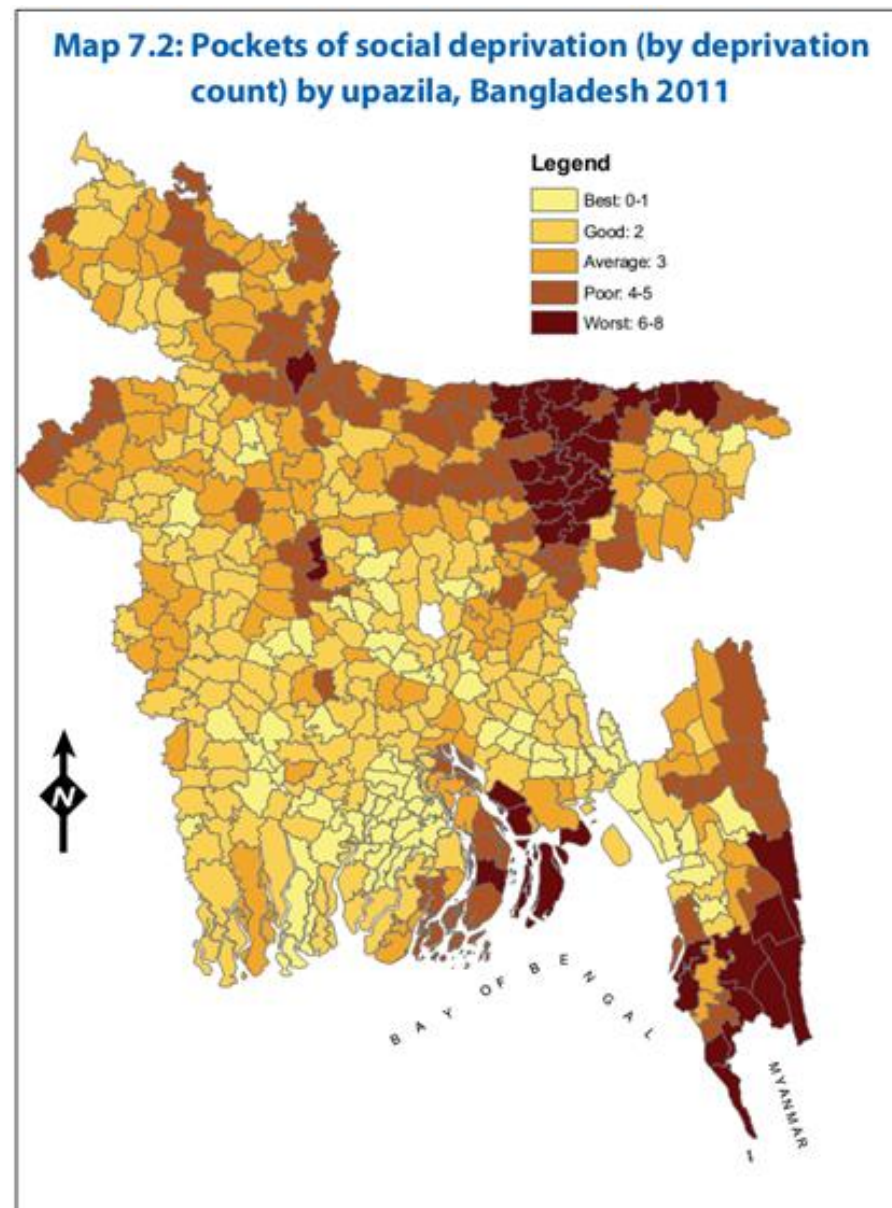 Map 7.2: Pockets of social deprivation (by deprivation
count) by upazila, Bangladesh 2011
Legend
Best: 0-1
Good: 2
Average: 3
Poor: 4-5
Worst: 6-8
N
BAY OF BENGAL
MYANMAR